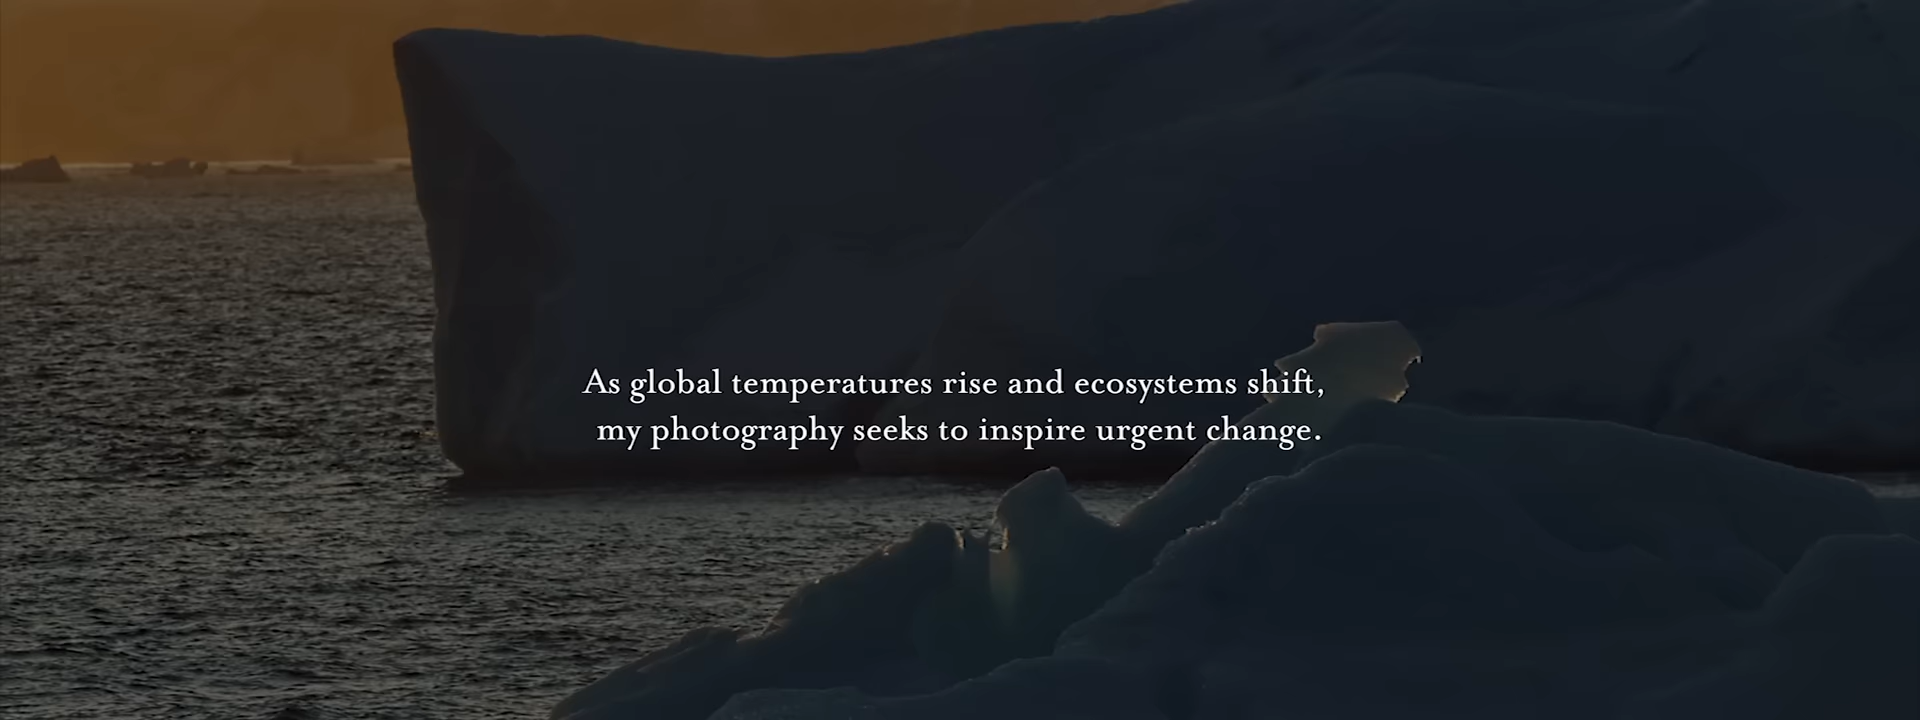 As global temperatures rise and ecosystems shift,
my photography seeks to inspire urgent change.